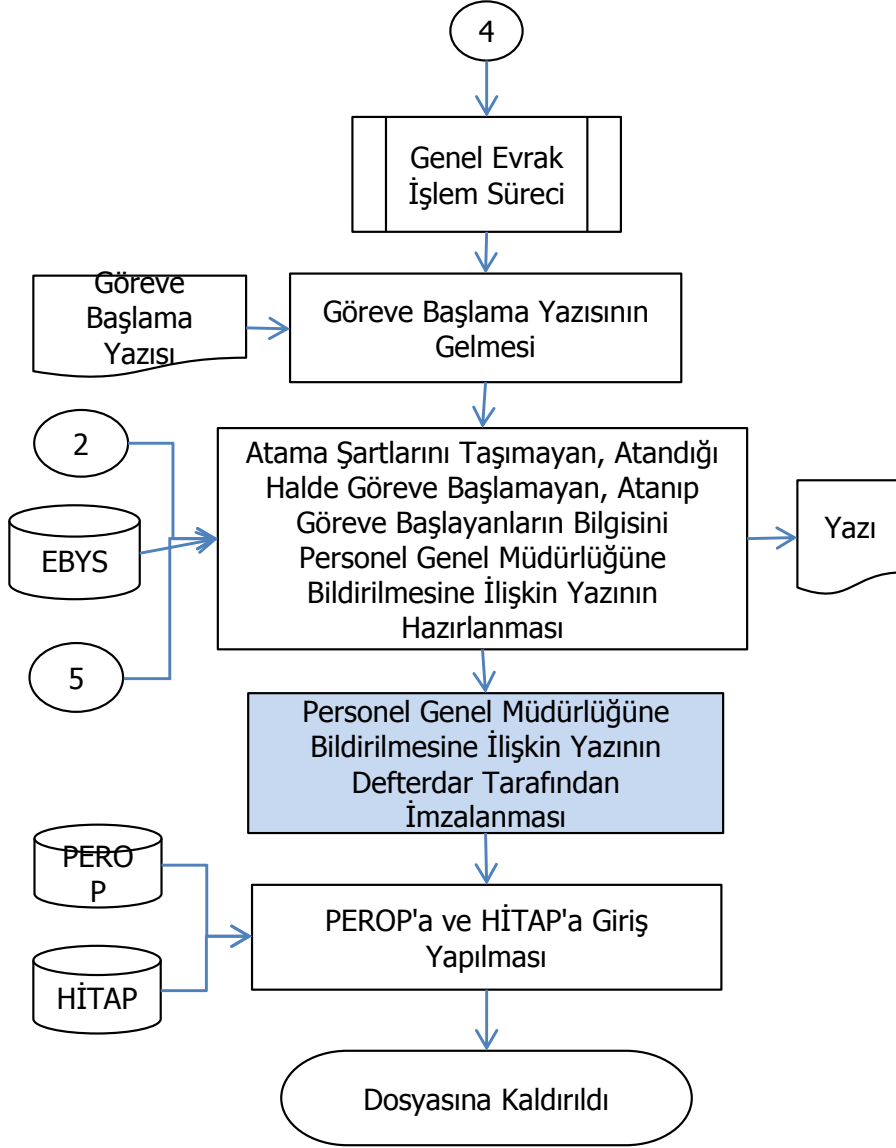 4
Genel Evrak
İşlem Süreci
Göreve
Başlama
Yazısı
Göreve Başlama Yazısının
Gelmesi
2
EBYS
5
Atama Şartlarını Taşımayan, Atandığı
Halde Göreve Başlamayan, Atanıp
Göreve Başlayanların Bilgisini
Personel Genel Müdürlüğüne
Bildirilmesine İlişkin Yazının
Hazırlanması
Yazı
Personel Genel Müdürlüğüne
Bildirilmesine İlişkin Yazının
Defterdar Tarafından
İmzalanması
PERO
P
HİTAP
PEROP'a ve HİTAP'a Giriş
Yapılması
Dosyasına Kaldırıldı